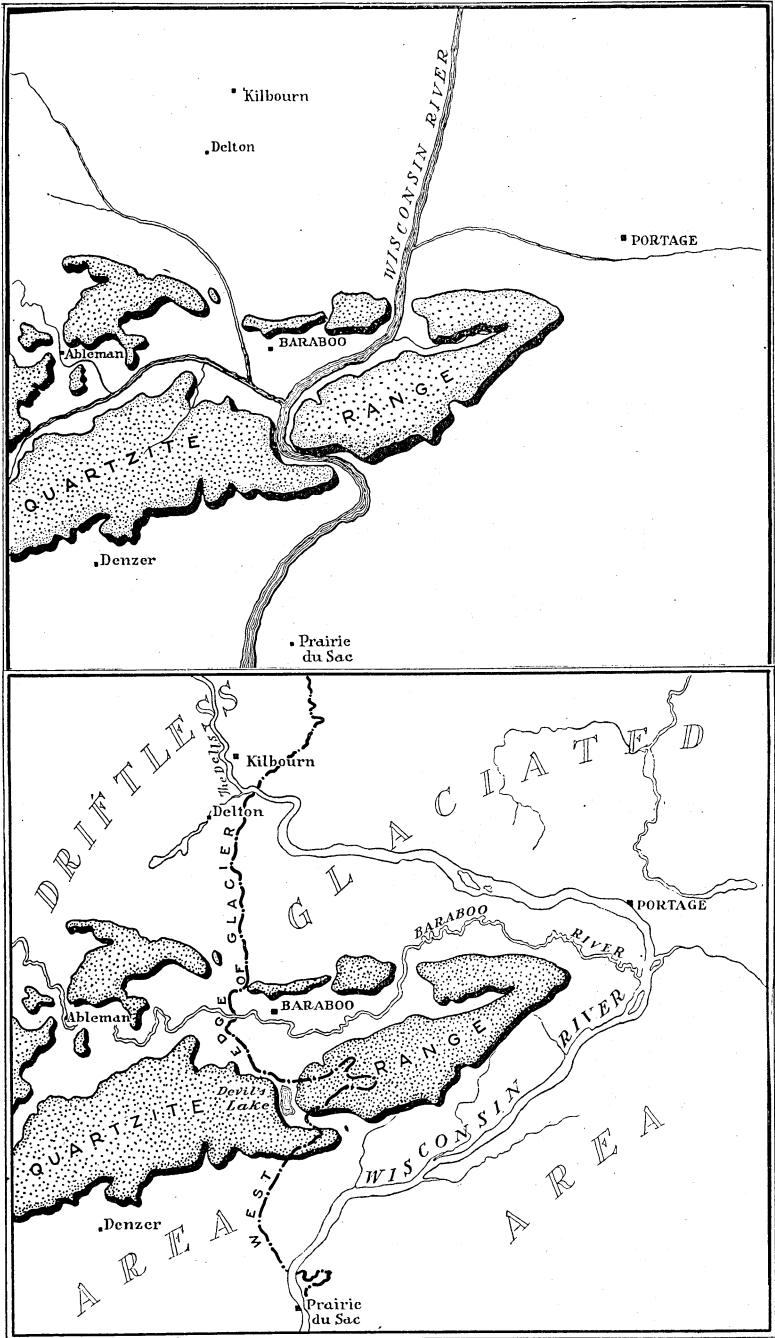 Kilbourn
Delton
WISCONSIN RIVER
PORTAGE
BARABOO
Ableman
RANGE
QUARTZITE
Denzer
Prairie
du Sac
DRIFTLESS
The Dells
Kilbourn
GLACIATED
Delton
EDGE OF GLACIER
PORTAGE
BARABOO
RIVER
BARABOO
Ableman
RANGE
RIVER
Devil's
Lake
QUARTZITE
WISCONSIN
AREA
WEST
Denzer
AREA
Prairie
du Sac